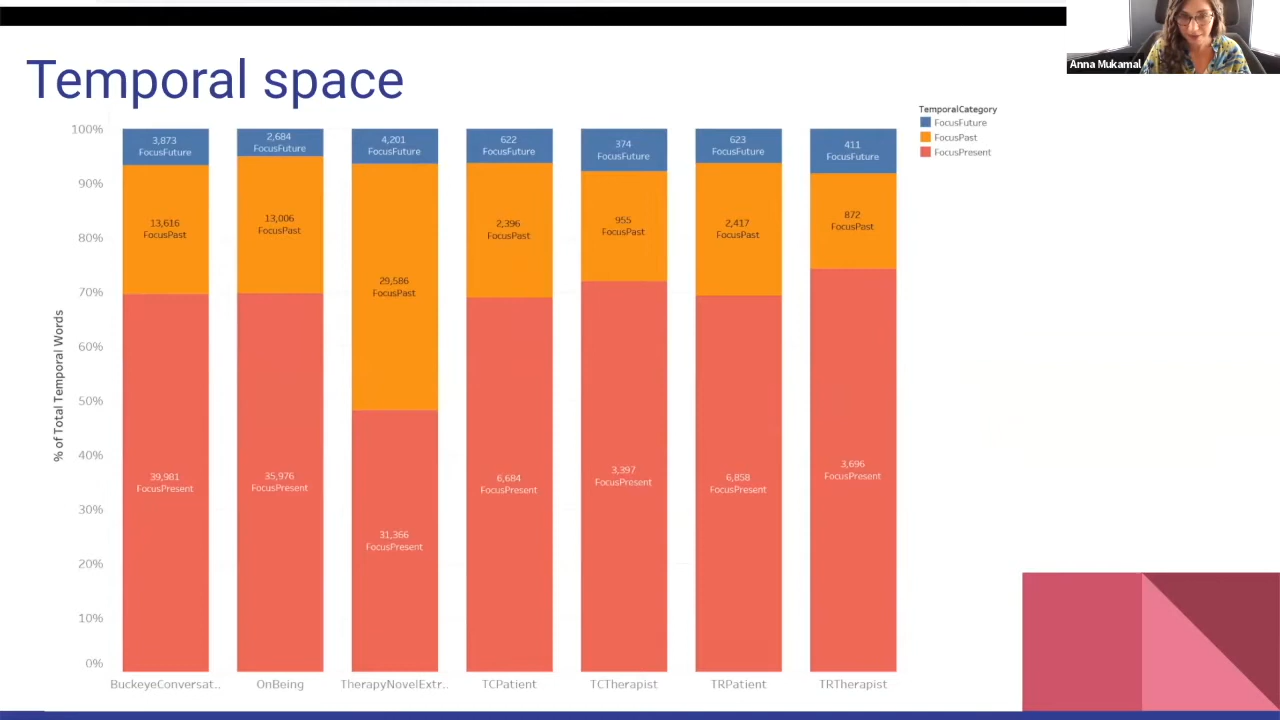 Anna Mukamal
Temporal space
TemporalCategory
FocusFuture
FocusPast
FocusPresent
% of Total Temporal Words
100%
90%
80%
70%
60%
50%
40%
30%
20%
10%
0%
3,873
FocusFuture
13,616
FocusPast
39,981
FocusPresent
2,684
FocusFuture
13,006
FocusPast
35,976
FocusPresent
4,201
FocusFuture
29,586
FocusPast
31,366
FocusPresent
622
FocusFuture
2,396
FocusPast
6,684
FocusPresent
374
FocusFuture
955
FocusPast
3,397
FocusPresent
623
FocusFuture
2,417
FocusPast
6,858
FocusPresent
411
FocusFuture
872
FocusPast
3,696
FocusPresent
BuckeyeConversat..
OnBeing
TherapyNovelExtr..
TCPatient
TCTherapist
TRPatient
TRTherapist